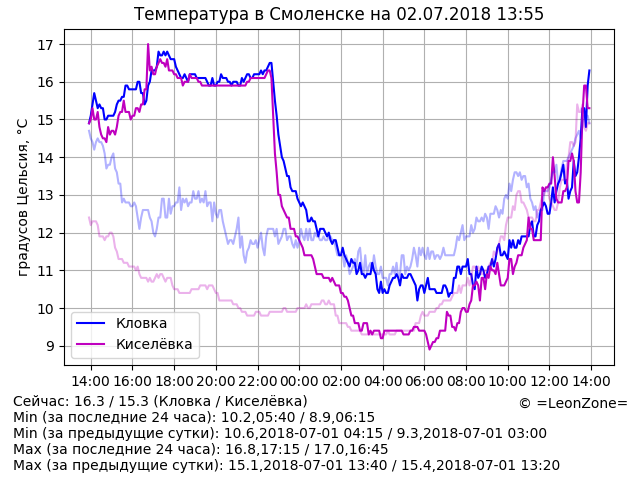 Температура в Смоленске на 02.07.2018 13:55
17
16
15
14
13
12
11
10
9
градусов Цельсия, °C
Кловка
Киселёвка
14:00 16:00 18:00 20:00 22:00 00:00 02:00 04:00 06:00 08:00 10:00 12:00 14:00
Сейчас: 16.3 / 15.3 (Кловка / Киселёвка)
© =LeonZone=
Min (за последние 24 часа): 10.2,05:40 / 8.9,06:15
Min (за предыдущие сутки): 10.6,2018-07-01 04:15 / 9.3,2018-07-01 03:00
Max (за последние 24 часа): 16.8,17:15 / 17.0,16:45
Max (за предыдущие сутки): 15.1,2018-07-01 13:40 / 15.4,2018-07-01 13:20